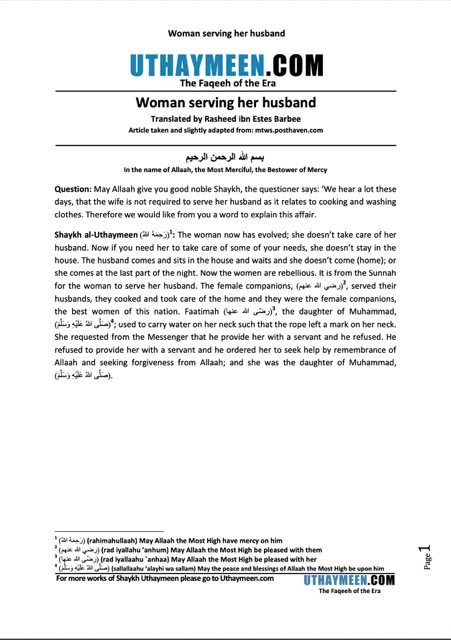 Woman serving her husband
UTHAYMEEN.COM
The Faqeeh of the Era
Woman serving her husband
Translated by Rasheed ibn Estes Barbee
Article taken and slightly adapted from: mtws.posthaven.com
بسم الله الرحمن الرحيم
In the name of Allaah, the Most Merciful, the Bestower of Mercy
Question: May Allaah give you good noble Shaykh, the questioner says: ‘We hear a lot these
days, that the wife is not required to serve her husband as it relates to cooking and washing
clothes. Therefore we would like from you a word to explain this affair.
Shaykh al-Uthaymeen (رَحِمَهُ اللَّهُ)1: The woman now has evolved; she doesn’t take care of her
husband. Now if you need her to take care of some of your needs, she doesn’t stay in the
house. The husband comes and sits in the house and waits and she doesn’t come (home); or
she comes at the last part of the night. Now the women are rebellious. It is from the Sunnah
for the woman to serve her husband. The female companions, (رضي الله عنهم)2, served their
husbands, they cooked and took care of the home and they were the female companions,
the best women of this nation. Faatimah (رضي الله عنها)3, the daughter of Muhammad,
(صَلَّى اللَّهُ عَلَيْهِ وَسَلَّمَ)4; used to carry water on her neck such that the rope left a mark on her neck.
She requested from the Messenger that he provide her with a servant and he refused. He
refused to provide her with a servant and he ordered her to seek help by remembrance of
Allaah and seeking forgiveness from Allaah; and she was the daughter of Muhammad,
(صَلَّى اللَّهُ عَلَيْهِ وَسَلَّمَ).
1 (رَحِمَهُ اللَّهُ) (rahimahullaah) May Allaah the Most High have mercy on him
2 (رضي الله عنهم) (rad iyallahu 'anhum) May Allaah the Most High be pleased with them
3 (رضي الله عنها) (rad iyallaahu `anhaa) May Allaah the Most High be pleased with her
4 (صَلَّى اللَّهُ عَلَيْهِ وَسَلَّمَ) (sallallaahu ‘alayhi wa sallam) May the peace and blessings of Allaah the Most High be upon him
For more works of Shaykh Uthaymeen please go to Uthaymeen.com
UTHAYMEEN.COM
The Faqeeh of the Era
Page 1